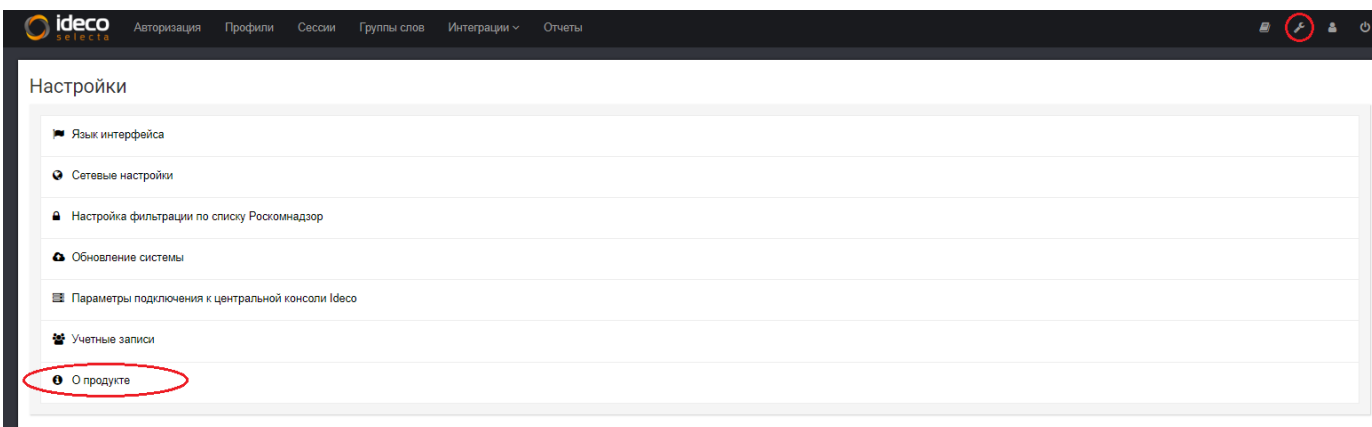 ideco
selecta
Авторизация Профили Сессии Группы слов Интеграции Отчеты
Настройки
Язык интерфейса
Сетевые настройки
Настройка фильтрации по списку Роскомнадзор
Обновление системы
Параметры подключения к центральной консоли Ideco
Учетные записи
О продукте